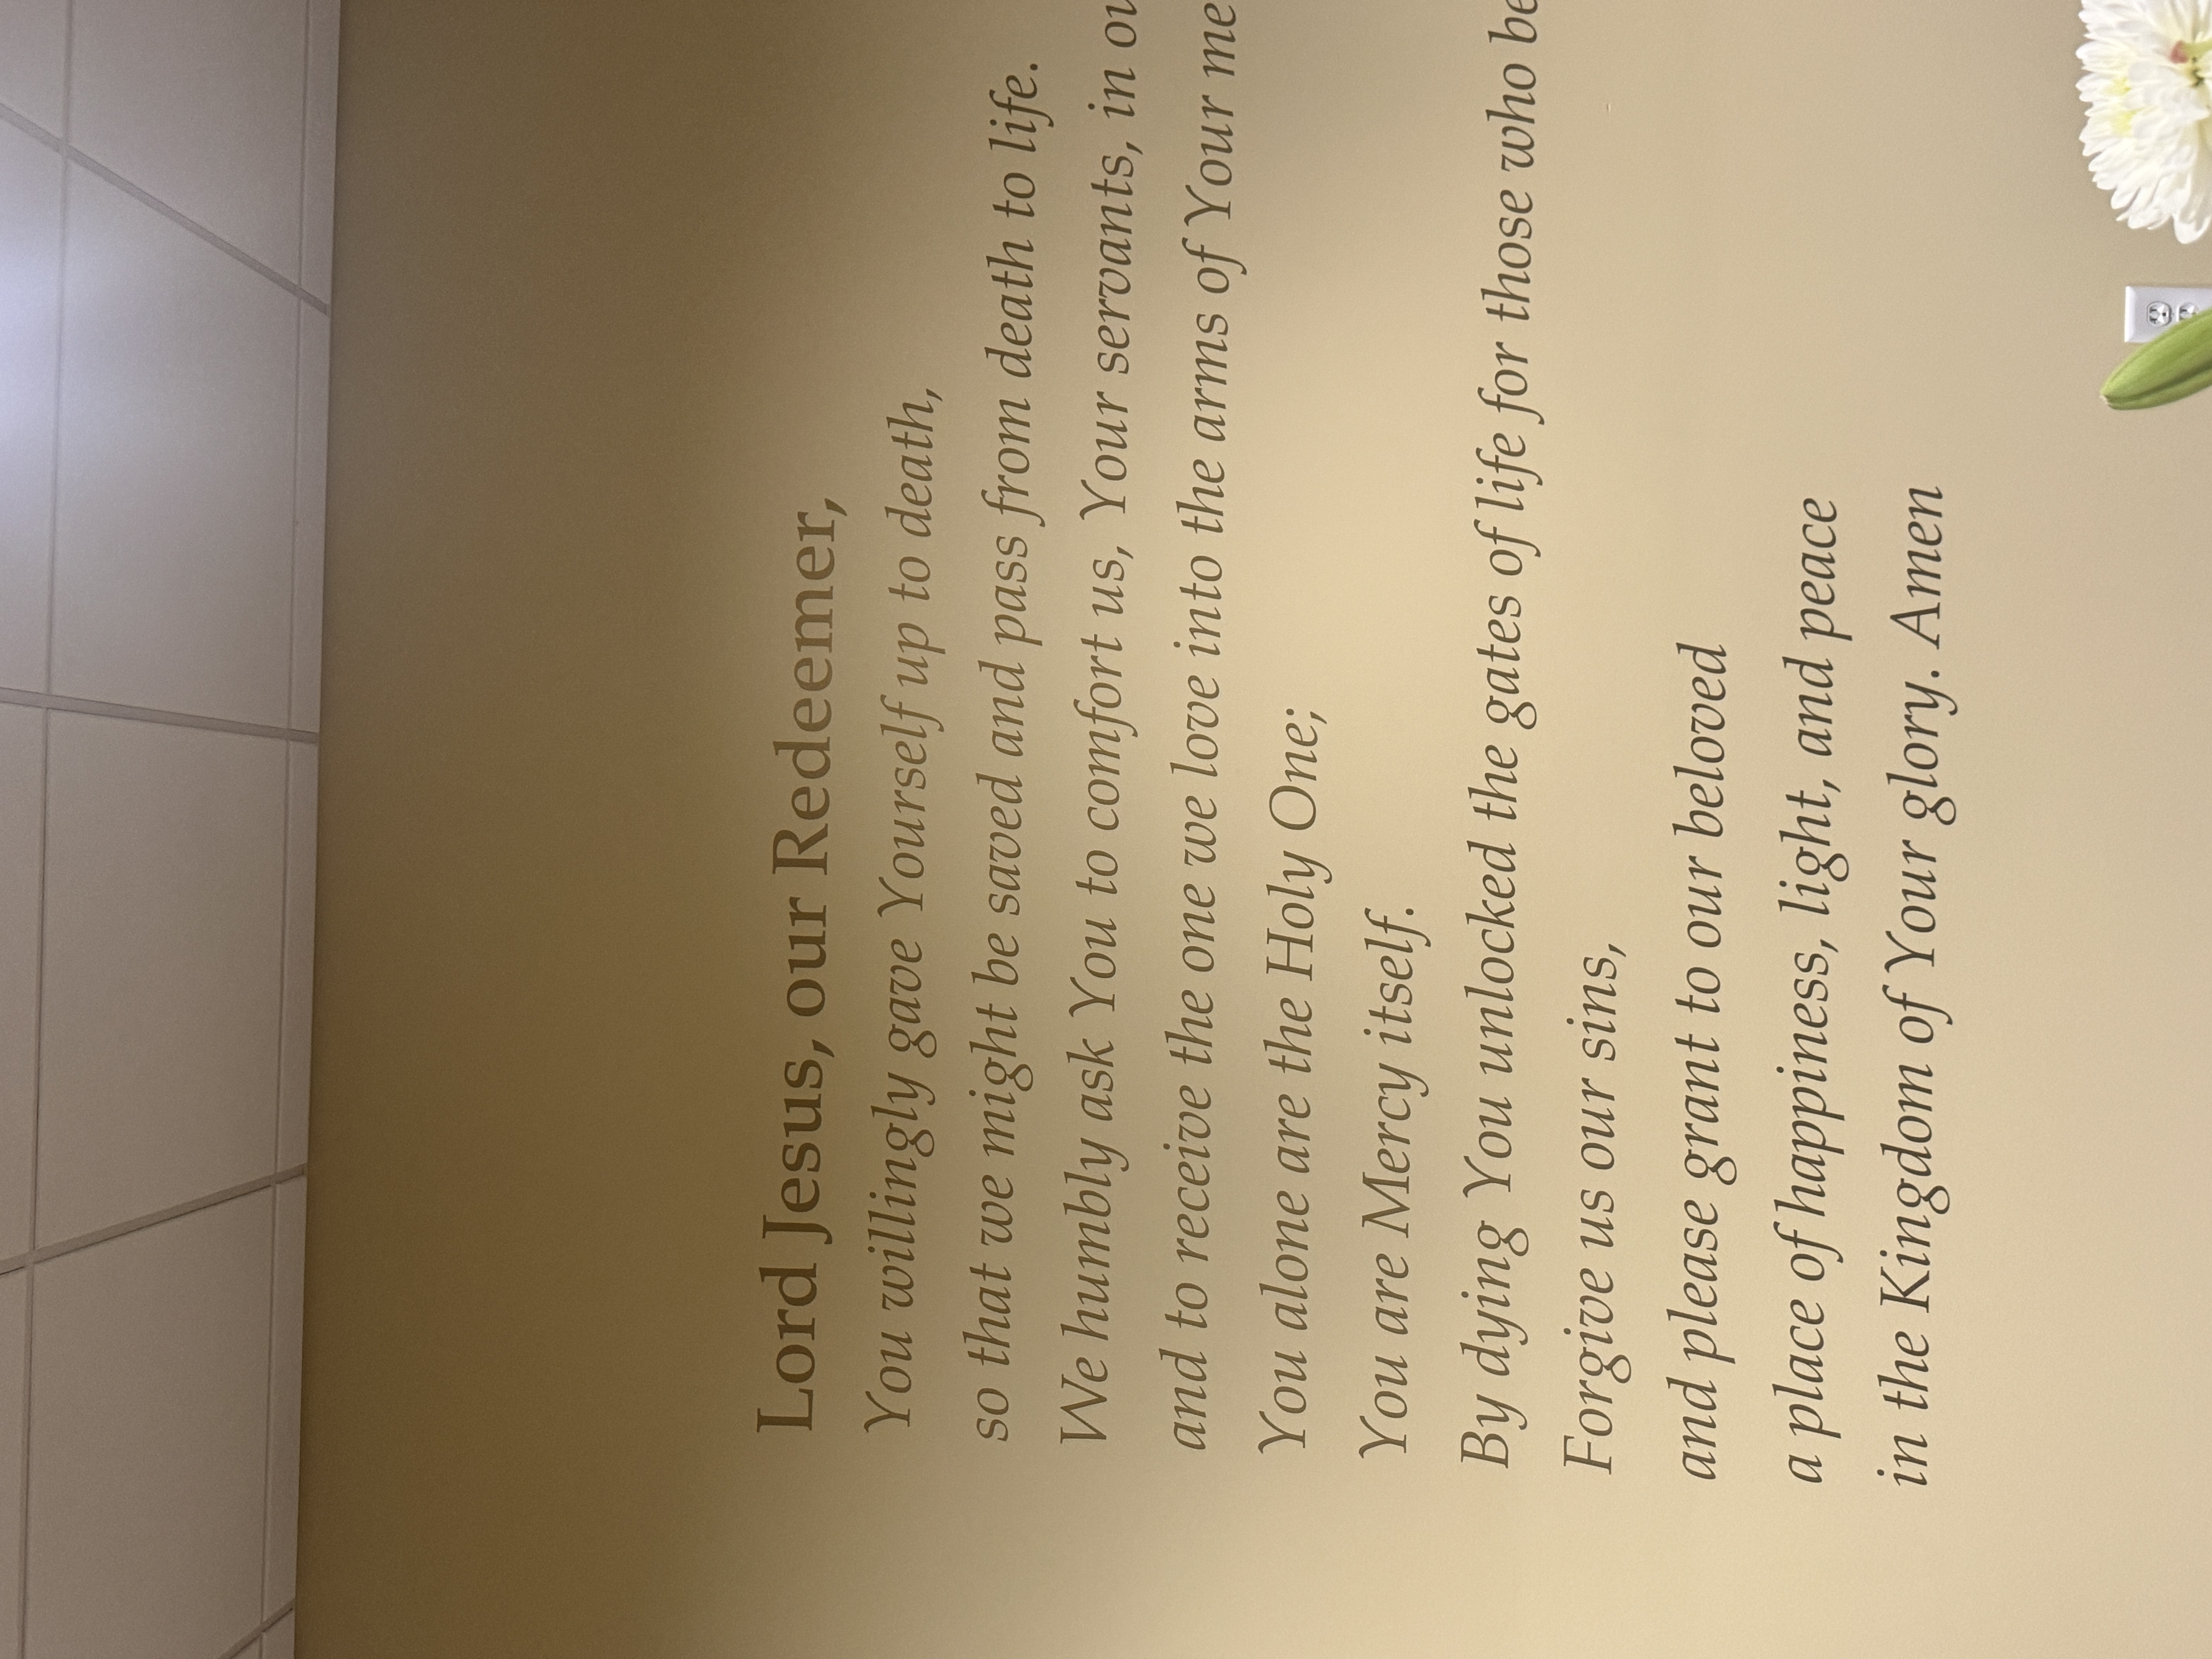 Lord Jesus, our Redeemer,
You willingly gave Yourself up to death,
so that we might be saved and pass from death to life.
We humbly ask You to comfort us, Your servants, in
and to receive the one we love into the arms of Your
You alone are the Holy One;
You are Mercy itself.
By dying You unlocked the gates of life for those who
Forgive us our sins,
and please grant to our beloved
a place of happiness, light, and peace
in the Kingdom of Your glory. Amen